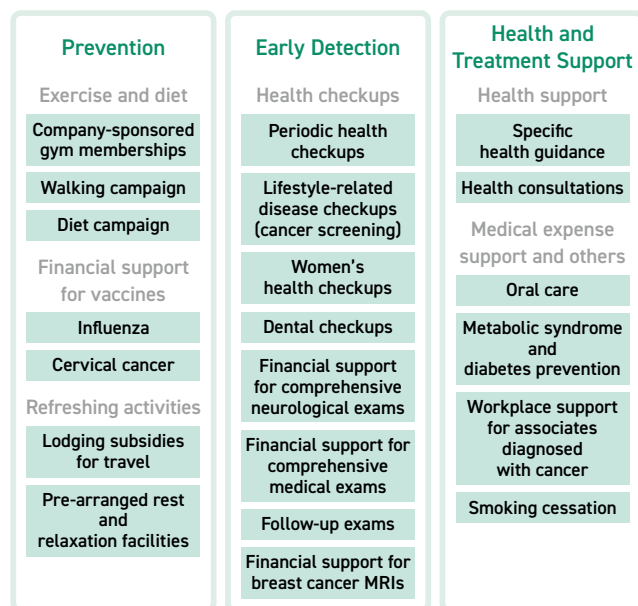 Prevention
Exercise and diet
Company-sponsored
gym memberships
Walking campaign
Diet campaign
Financial support
for vaccines
Influenza
Cervical cancer
Refreshing activities
Lodging subsidies
for travel
Pre-arranged rest
and
relaxation facilities
Early Detection
Health checkups
Periodic health
checkups
Lifestyle-related
disease checkups
(cancer screening)
Women's
health checkups
Dental checkups
Financial support
for comprehensive
neurological exams
Financial support for
comprehensive
medical exams
Follow-up exams
Financial support for
breast cancer MRIs
Health and
Treatment Support
Health support
Specific
health guidance
Health consultations
Medical expense
support and others
Oral care
Metabolic syndrome
and
diabetes prevention
Workplace support
for associates
diagnosed
with cancer
Smoking cessation